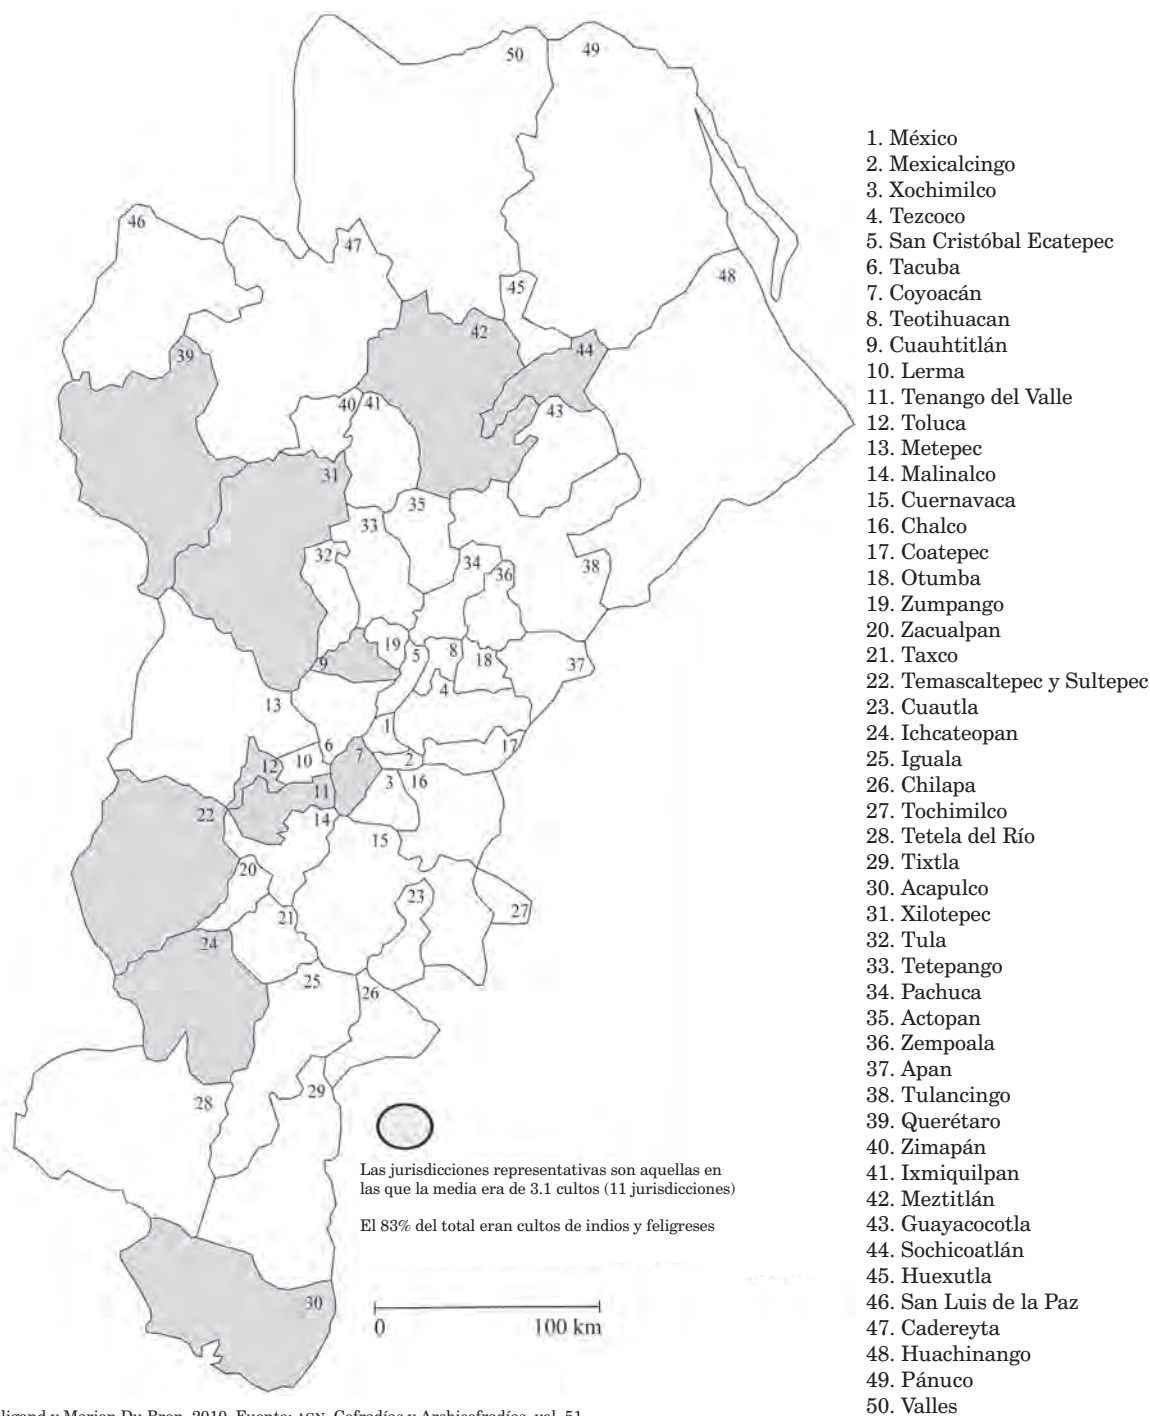 50
49
46
47
48
45
42
39
44
40
41
43
31
35
33
32
34
36
38
9
19
5
8
18
37
4
13
1
17
6
7
2
12
10
3
16
11
22
14
15
20
23
21
27
24
25
26
29
28
30
Las jurisdicciones representativas son aquellas en
las que la media era de 3.1 cultos (11 jurisdicciones)
El 83% del total eran cultos de indios y feligreses
0 100 km
1. México
2. Mexicalcingo
3. Xochimilco
4. Tezcoco
5. San Cristóbal Ecatepec
6. Tacuba
7. Coyoacán
8. Teotihuacan
9. Cuauhtitlán
10. Lerma
11. Tenango del Valle
12. Toluca
13. Metepec
14. Malinalco
15. Cuernavaca
16. Chalco
17. Coatepec
18. Otumba
19. Zumpango
20. Zacualpan
21. Taxco
22. Temascaltepec y Sultepec
23. Cuautla
24. Ichcateopan
25. Iguala
26. Chilapa
27. Tochimilco
28. Tetela del Río
29. Tixtla
30. Acapulco
31. Xilotepec
32. Tula
33. Tetepango
34. Pachuca
35. Actopan
36. Zempoala
37. Apan
38. Tulancingo
39. Querétaro
40. Zimapán
41. Ixmiquilpan
42. Meztitlán
43. Guayacocotla
44. Sochicoatlán
45. Huexutla
46. San Luis de la Paz
47. Cadereyta
48. Huachinango
49. Pánuco
50. Valles